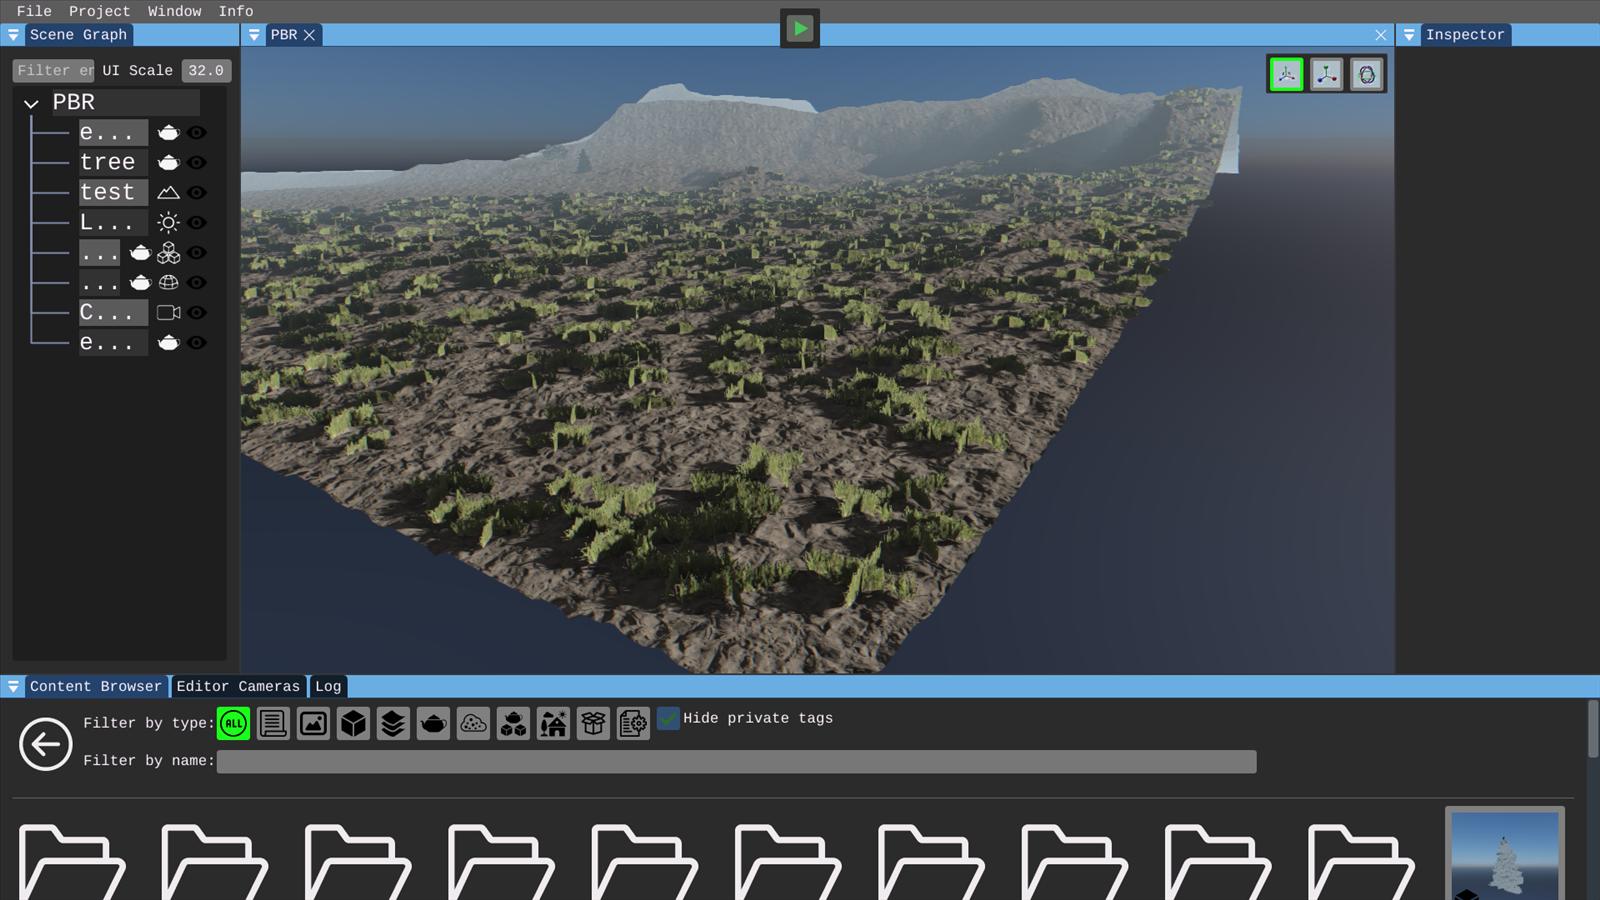 File Project Window Info
Scene Graph
PBR
Inspector
Filter er UI Scale 32.0
PBR
e...
tree
test
L...
...
...
C...
e...
Content Browser Editor Cameras Log
Filter by type: ALL Hide private tags
Filter by name: